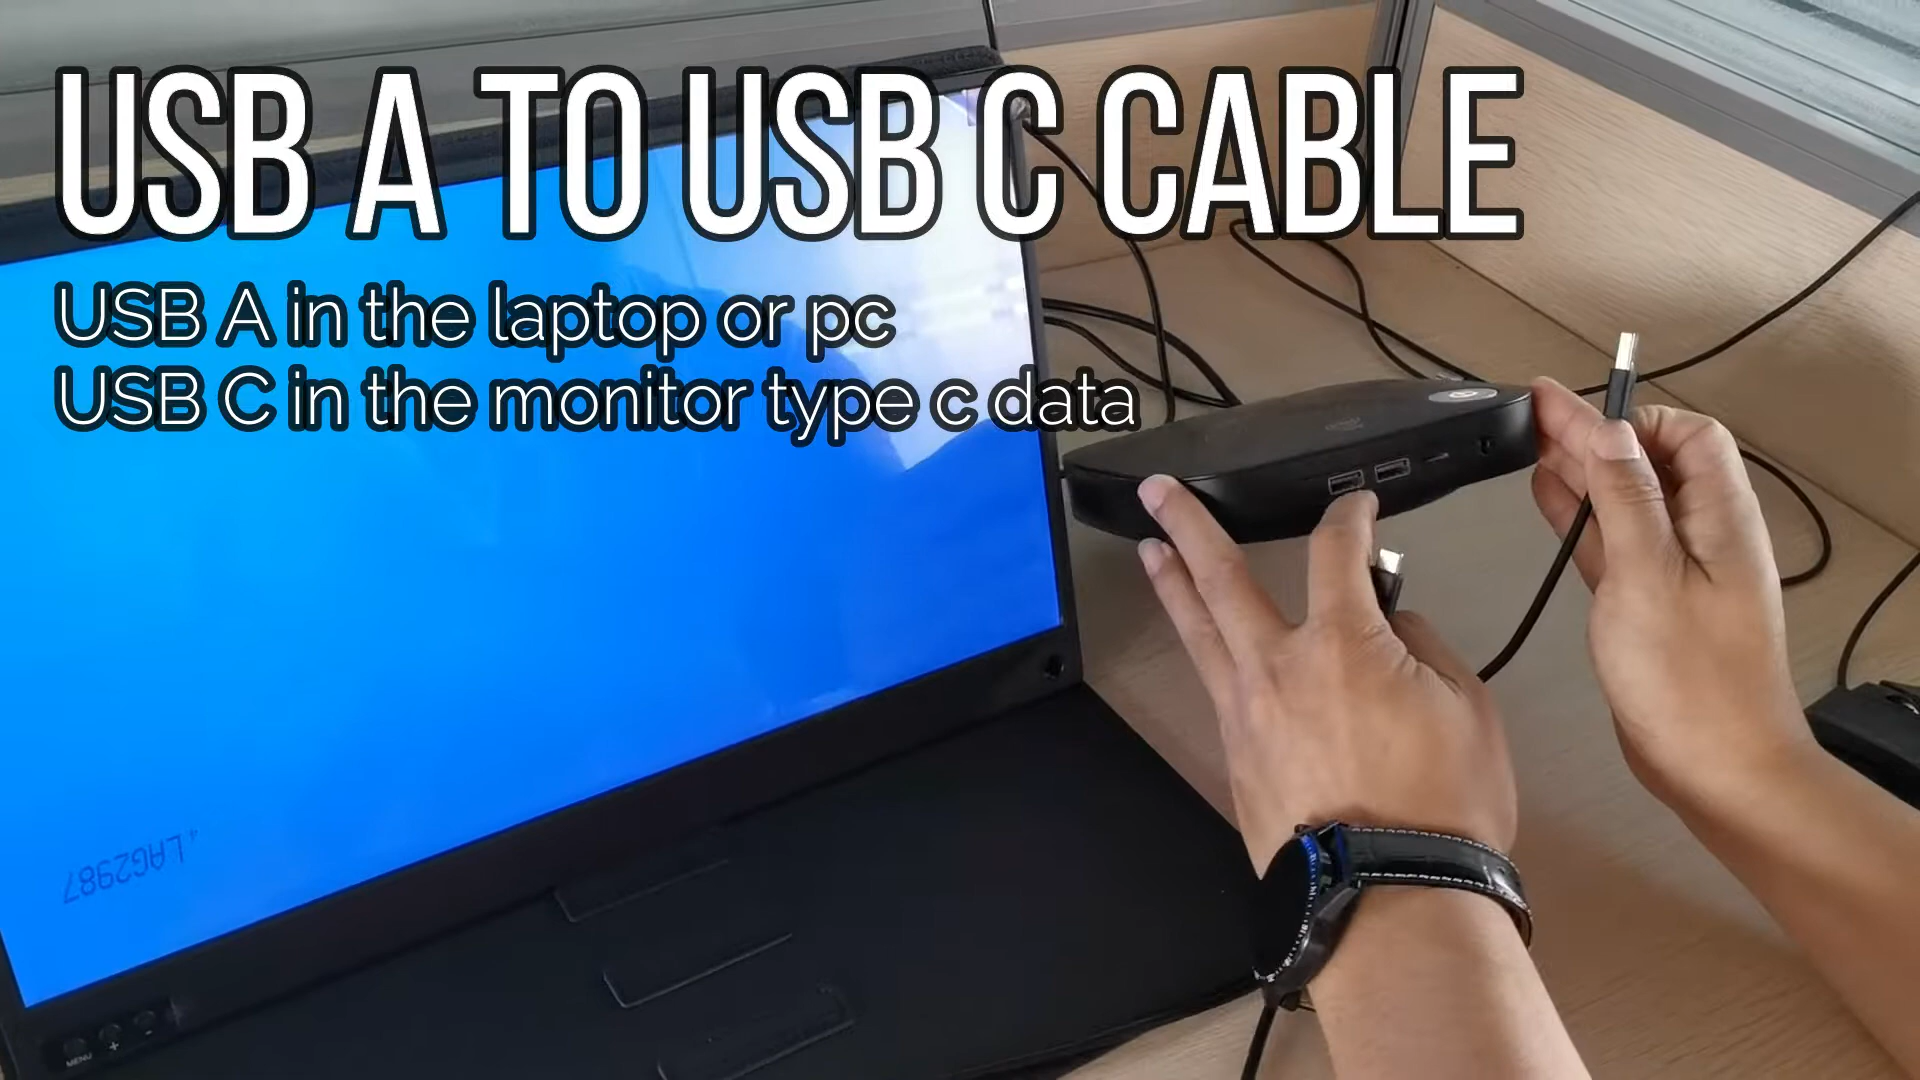 USB A TO USB C CABLE
USB A in the laptop or pc
USB C in the monitor type c data
LAG2987
MENU + -